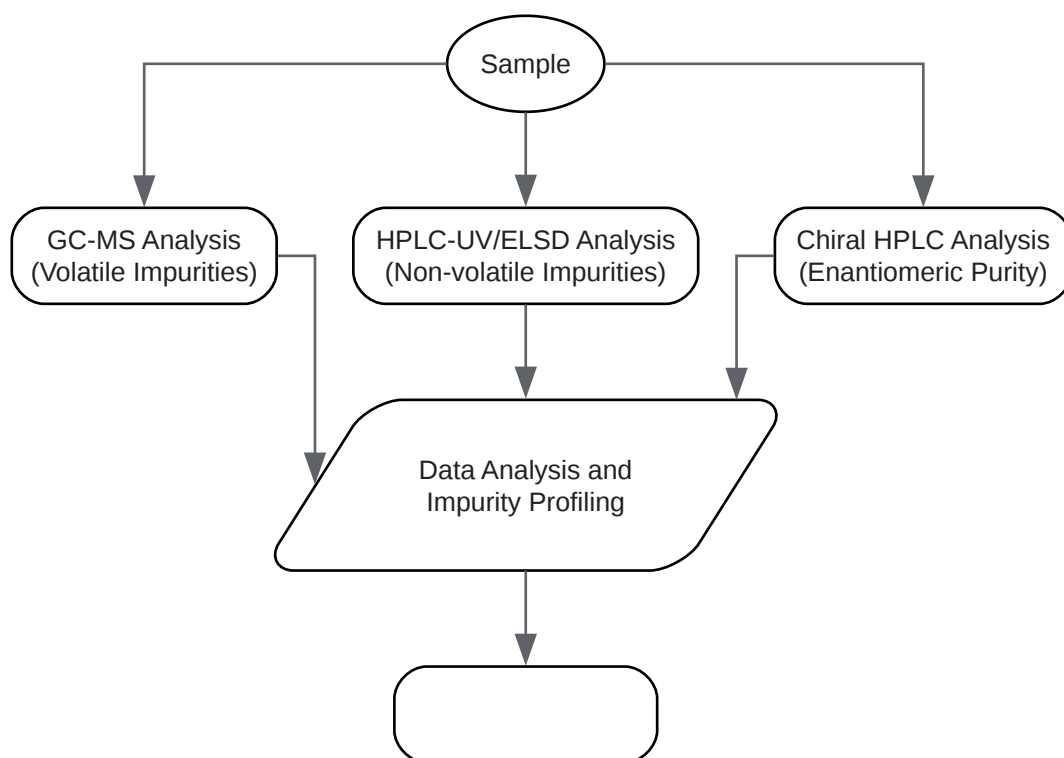 Sample
GC-MS Analysis
(Volatile Impurities)
HPLC-UV/ELSD Analysis
(Non-volatile Impurities)
Chiral HPLC Analysis
(Enantiomeric Purity)
Data Analysis and
Impurity Profiling